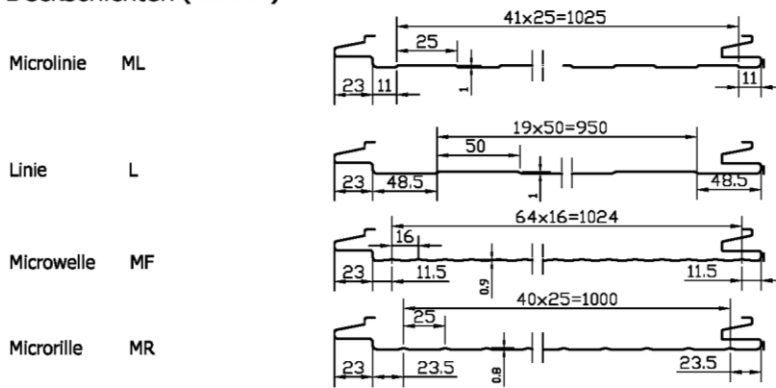 41x25=1025
25
Microlinie ML
23 11 1 11
19x50=950
50
Linie L
23 48.5 1 48.5
64x16=1024
16
Microwelle MF
23 11.5 0.9 11.5
40x25=1000
25
Microrille MR
23 23.5 0.8 23.5